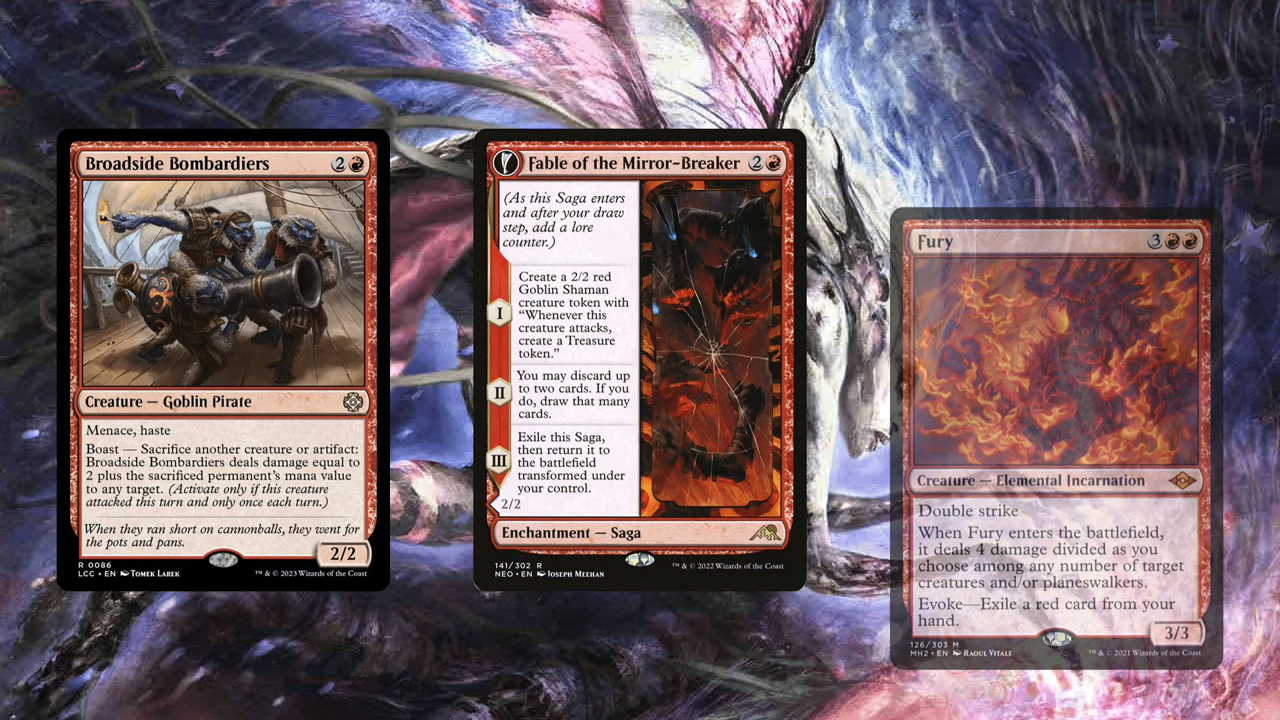 Broadside Bombardiers 2
Creature — Goblin Pirate
Menace, haste
Boast — Sacrifice another creature or artifact:
Broadside Bombardiers deals damage equal to
2 plus the sacrificed permanent's mana value
to any target. (Activate only if this creature
attacked this turn and only once each turn.)
When they ran short on cannonballs, they went for
the pots and pans.
2/2
R 0086
LCC • EN Tomek Larek ™ & © 2023 Wizards of the Coast
Fable of the Mirror-Breaker 2
(As this Saga enters
and after your draw
step, add a lore
counter.)
I
Create a 2/2 red
Goblin Shaman
creature token with
“Whenever this
creature attacks,
create a Treasure
token.”
II
You may discard up
to two cards. If you
do, draw that many
cards.
III
Exile this Saga,
then return it to
the battlefield
transformed under
your control.
2/2
Enchantment — Saga
141/302 R
NEO • EN Joseph Meehan ™ & © 2022 Wizards of the Coast
Fury 3
Creature — Elemental Incarnation
Double strike
When Fury enters the battlefield,
it deals 4 damage divided as you
choose among any number of target
creatures and/or planeswalkers.
Evoke—Exile a red card from your
hand.
3/3
126/303 M
MH2 • EN Raoul Vitale ™ & © 2021 Wizards of the Coast